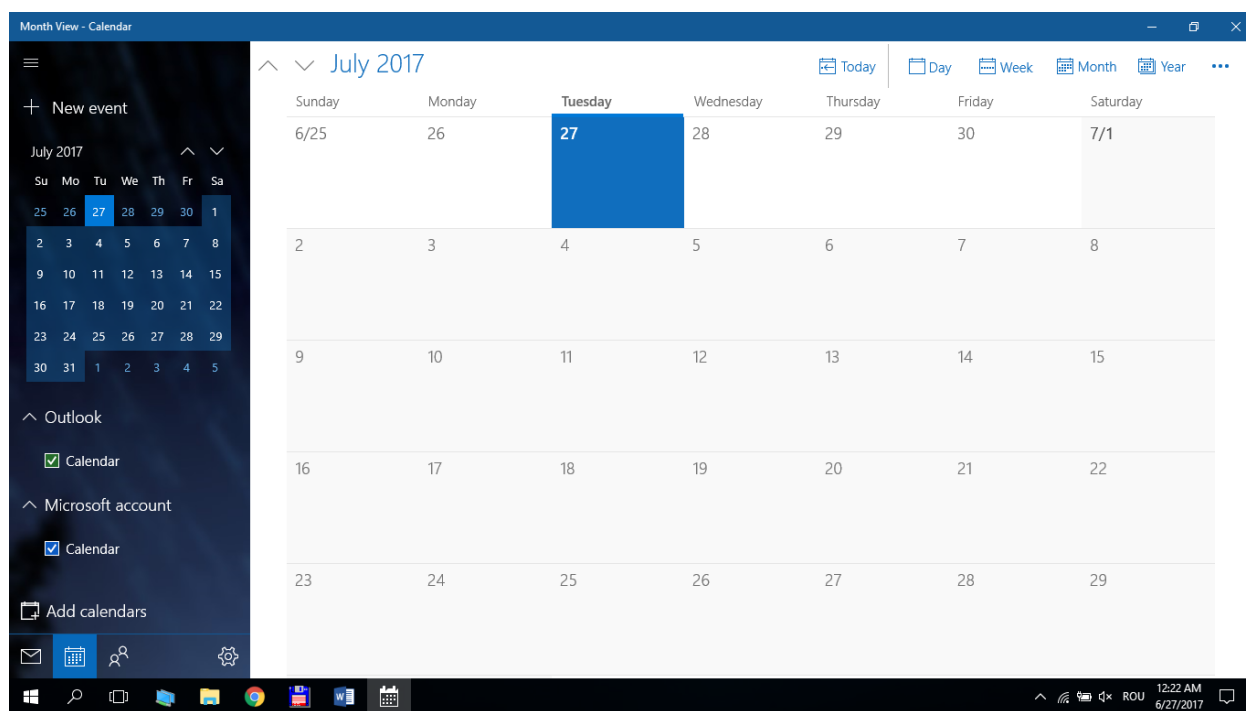 Month View - Calendar
July 2017
Today
Day
Week
Month
Year
New event
July 2017
Su Mo Tu We Th Fr Sa
25 26 27 28 29 30 1
2 3 4 5 6 7 8
9 10 11 12 13 14 15
16 17 18 19 20 21 22
23 24 25 26 27 28 29
30 31 1 2 3 4 5
Outlook
Calendar
Microsoft account
Calendar
Add calendars
Sunday Monday Tuesday Wednesday Thursday Friday Saturday
6/25 26 27 28 29 30 7/1
2 3 4 5 6 7 8
9 10 11 12 13 14 15
16 17 18 19 20 21 22
23 24 25 26 27 28 29
W
ROU
12:22 AM
6/27/2017